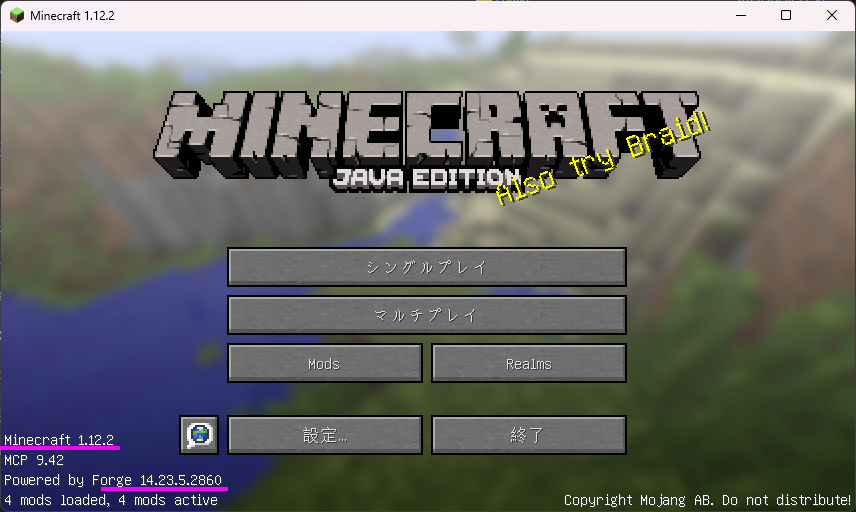 Minecraft 1.12.2
MINECRAFT
JAVA EDITION
Also try Braid!
シングルプレイ
マルチプレイ
Mods
Realms
設定...
終了
Minecraft 1.12.2
MCP 9.42
Powered by Forge 14.23.5.2860
4 mods loaded, 4 mods active
Copyright Mojang AB. Do not distribute!